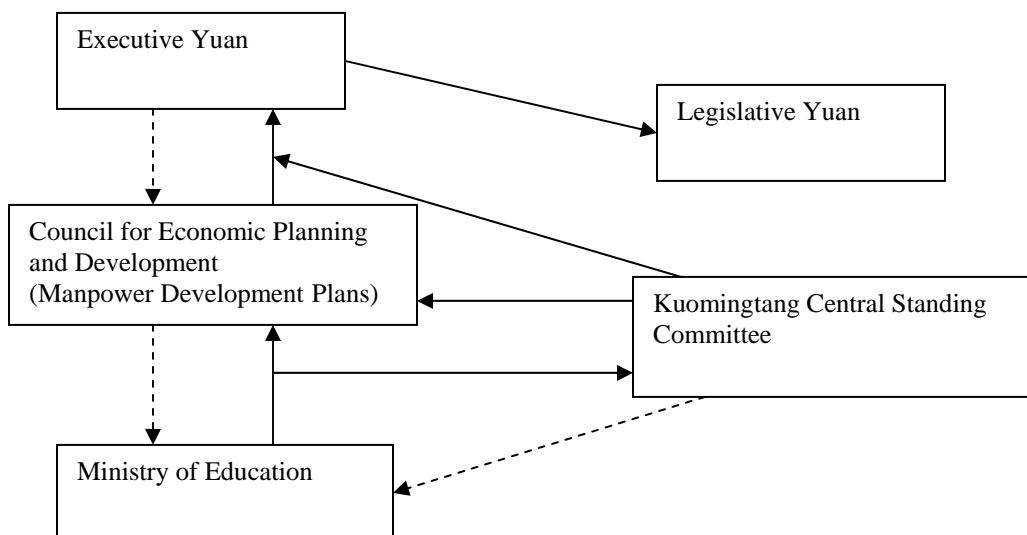 Executive Yuan
Legislative Yuan
Council for Economic Planning
and Development
(Manpower Development Plans)
Kuomingtang Central Standing
Committee
Ministry of Education